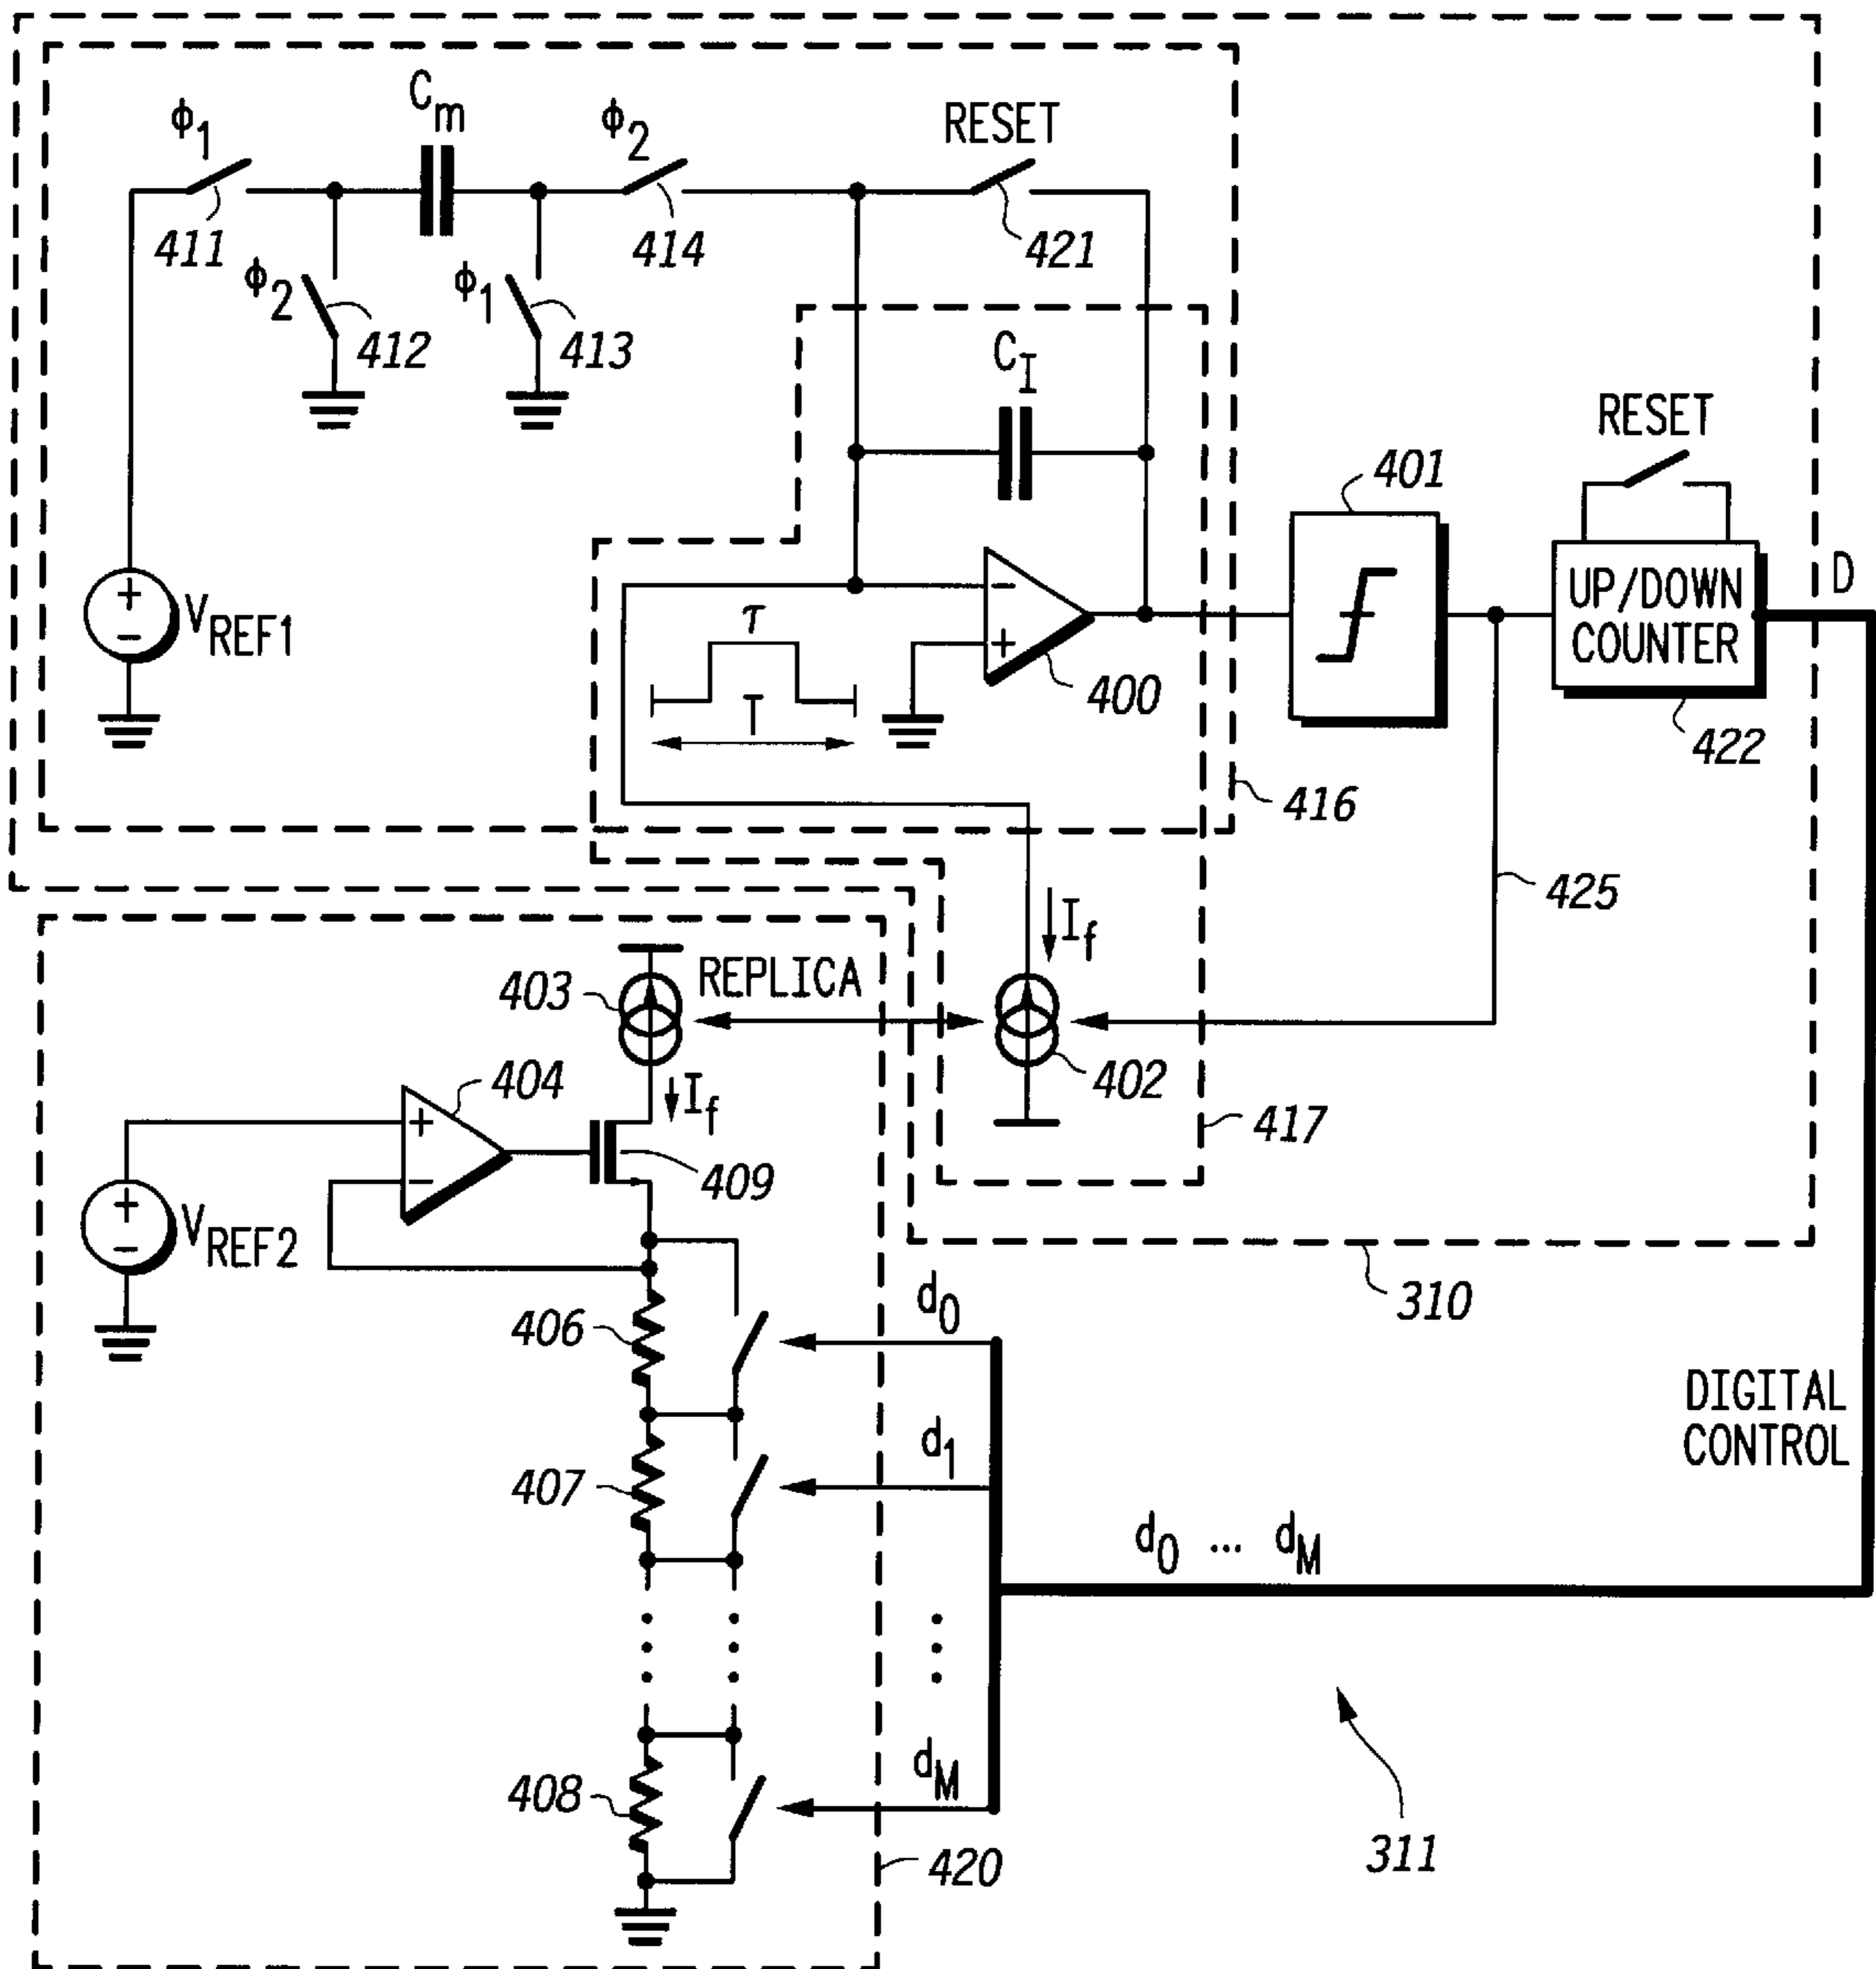 ϕ1
Cm
ϕ2
RESET
411
414
421
ϕ2
412
ϕ1
413
CI
RESET
401
+
−
VREF1
τ
T
−
+
400
UP/DOWN
COUNTER
D
422
416
425
If
403
REPLICA
402
404
If
417
+
−
409
+
−
VREF2
310
406
d0
DIGITAL
CONTROL
407
d1
d0 ... dM
408
dM
420
311